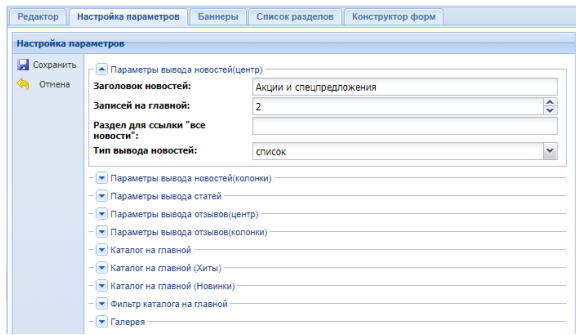 Редактор Настройка параметров Баннеры Список разделов Конструктор форм
Настройка параметров
Сохранить
Отмена
Параметры вывода новостей(центр)
Заголовок новостей: Акции и спецпредложения
Записей на главной: 2
Раздел для ссылки "все
новости":
Тип вывода новостей: список
Параметры вывода новостей(колонки)
Параметры вывода статей
Параметры вывода отзывов(центр)
Параметры вывода отзывов(колонки)
Каталог на главной
Каталог на главной (Хиты)
Каталог на главной (Новинки)
Фильтр каталога на главной
Галерея